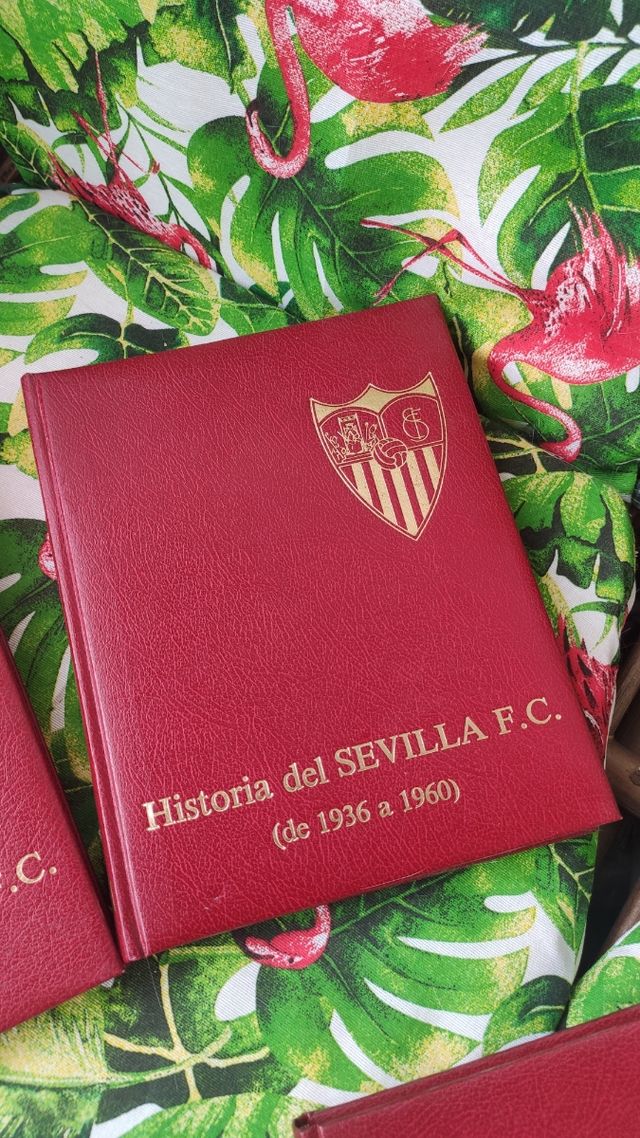 Historia del SEVILLA F.C.
(de 1936 a 1960)
.C.